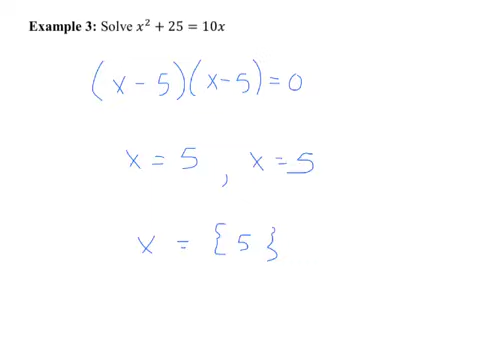 Example 3: Solve x² + 25 = 10x
(x - 5)(x - 5) = 0
x = 5 , x = 5
x = { 5 }